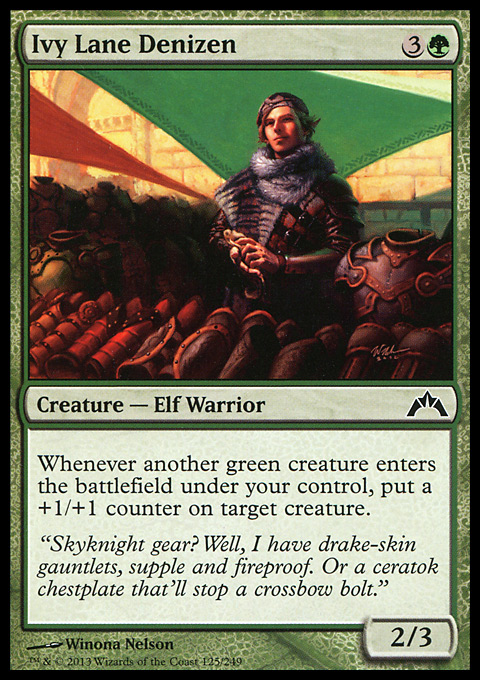 Ivy Lane Denizen 3
Creature — Elf Warrior
Whenever another green creature enters
the battlefield under your control, put a
+1/+1 counter on target creature.
“Skyknight gear? Well, I have drake-skin
gauntlets, supple and fireproof. Or a ceratok
chestplate that’ll stop a crossbow bolt.”
Winona Nelson
2/3
™ & © 2013 Wizards of the Coast 125/249